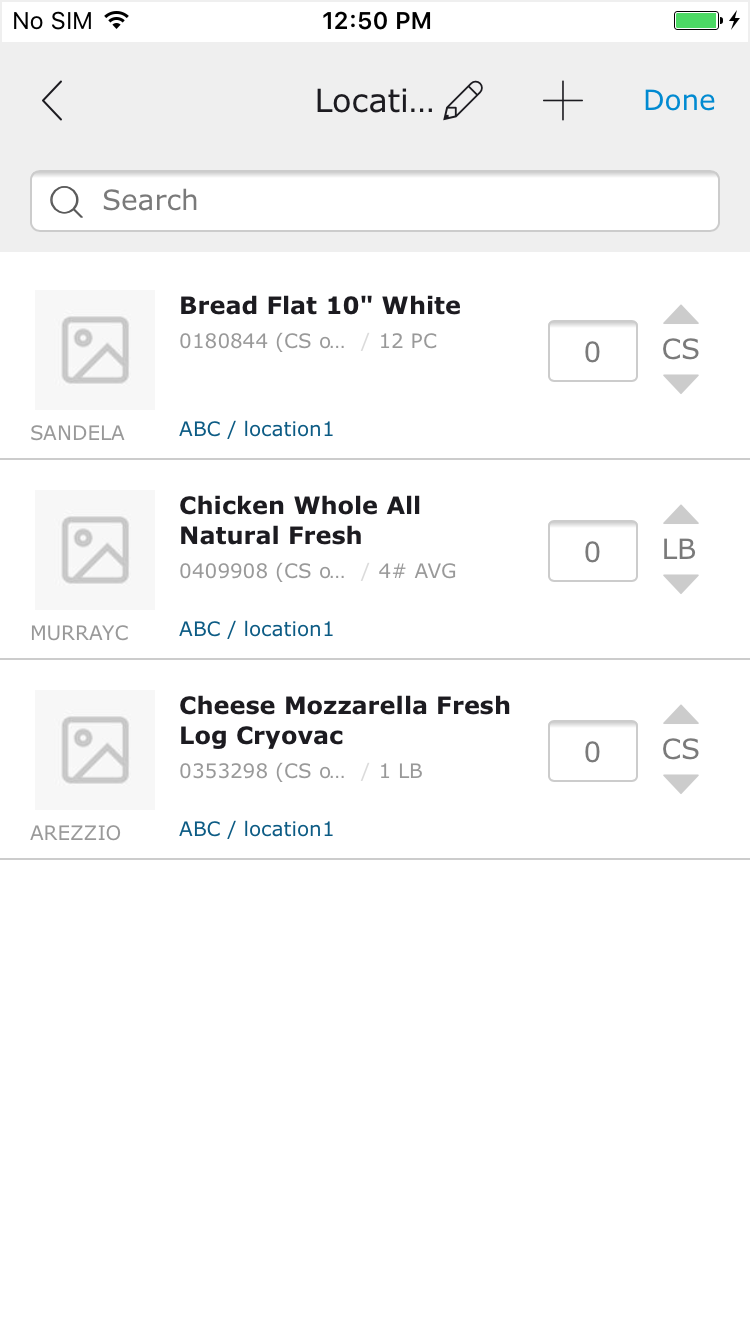 No SIM 12:50 PM
Locati... Done
Search
Bread Flat 10" White
0180844 (CS o... / 12 PC
0 CS
SANDELA
ABC / location1
Chicken Whole All
Natural Fresh
0409908 (CS o... / 4# AVG
0 LB
MURRAYC
ABC / location1
Cheese Mozzarella Fresh
Log Cryovac
0353298 (CS o... / 1 LB
0 CS
AREZZIO
ABC / location1